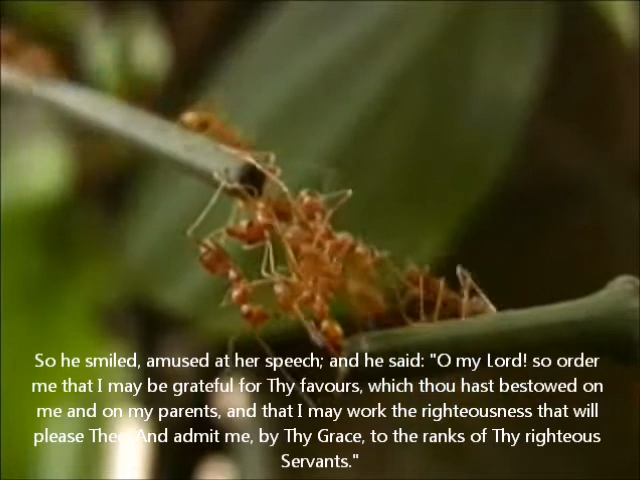 So he smiled, amused at her speech; and he said: "O my Lord! so order
me that I may be grateful for Thy favours, which thou hast bestowed on
me and on my parents, and that I may work the righteousness that will
please Thee. And admit me, by Thy Grace, to the ranks of Thy righteous
Servants."